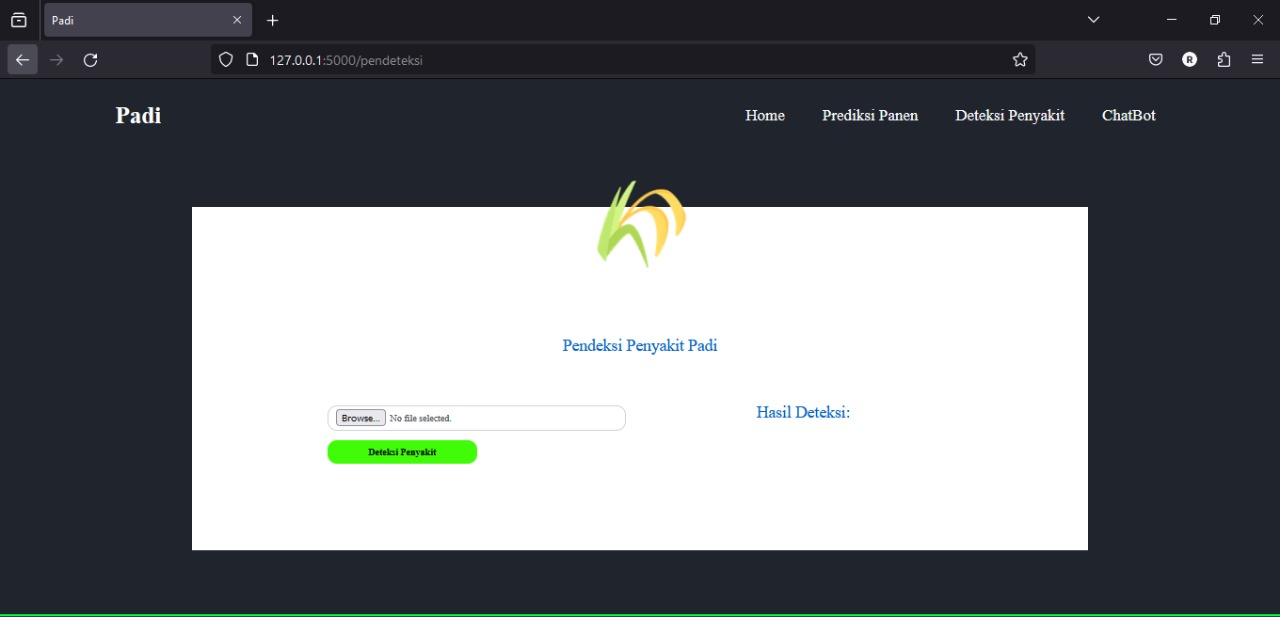 Padi
127.0.0.1:5000/pendeteksi
R
Padi
Home Prediksi Panen Deteksi Penyakit ChatBot
Pendeksi Penyakit Padi
Browse... No file selected.
Hasil Deteksi:
Deteksi Penyakit